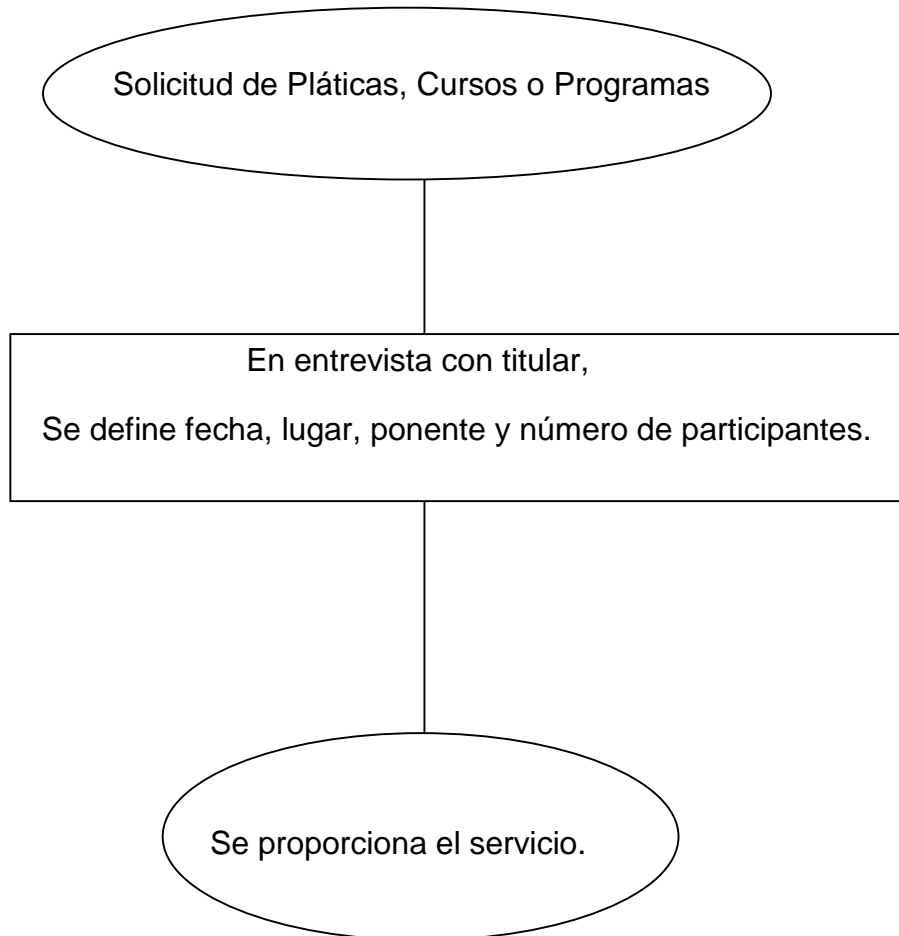 Solicitud de Pláticas, Cursos o Programas
En entrevista con titular,
Se define fecha, lugar, ponente y número de participantes.
Se proporciona el servicio.